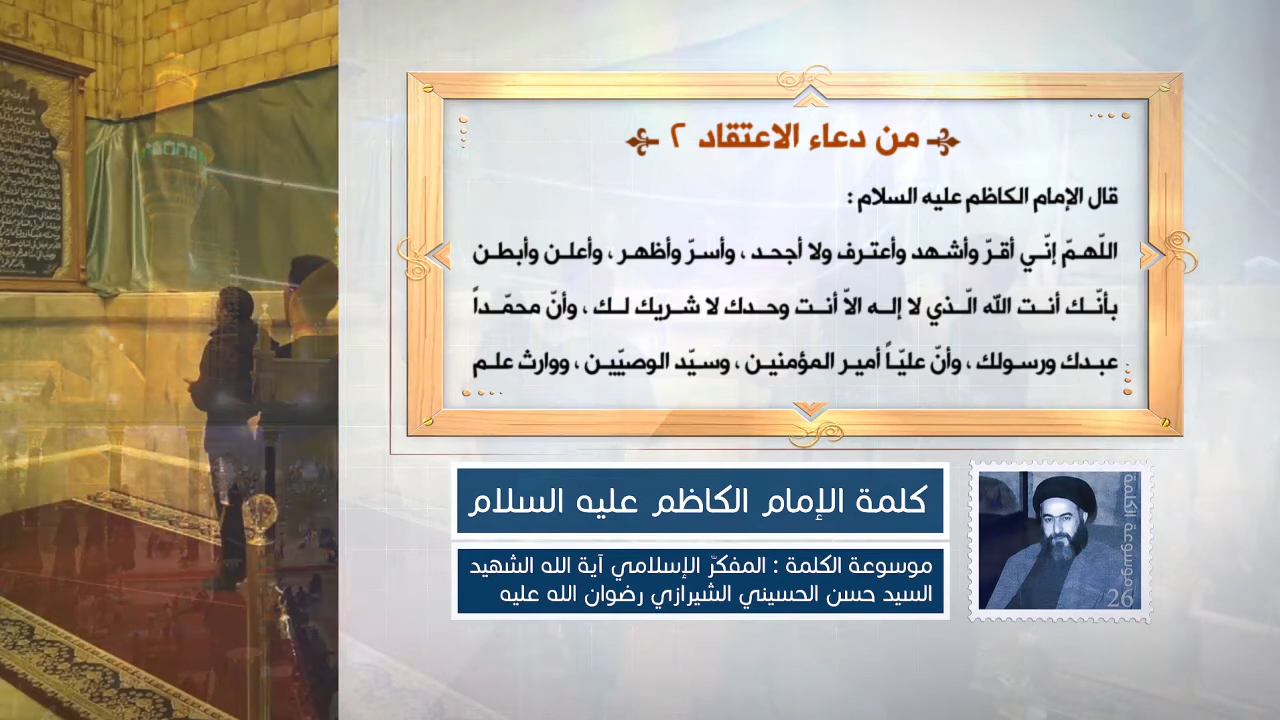 من دعاء الاعتقاد ٢
قال الإمام الكاظم عليه السلام :
اللّهمّ إنّي أقرّ وأشهد وأعترف ولا أجحد ، وأسرّ وأظهر ، وأعلن وأبطن
بأنّك أنت الله الّذي لا إله الاّ أنت وحدك لا شريك لك ، وأنّ محمّداً
عبدك ورسولك ، وأنّ عليّاً أمير المؤمنين ، وسيّد الوصيّين ، ووارث علم
كلمة الإمام الكاظم عليه السلام
موسوعة الكلمة : المفكرّ الإسلامي آية الله الشهيد
السيد حسن الحسيني الشيرازي رضوان الله عليه
موسوعة الكلمة
26